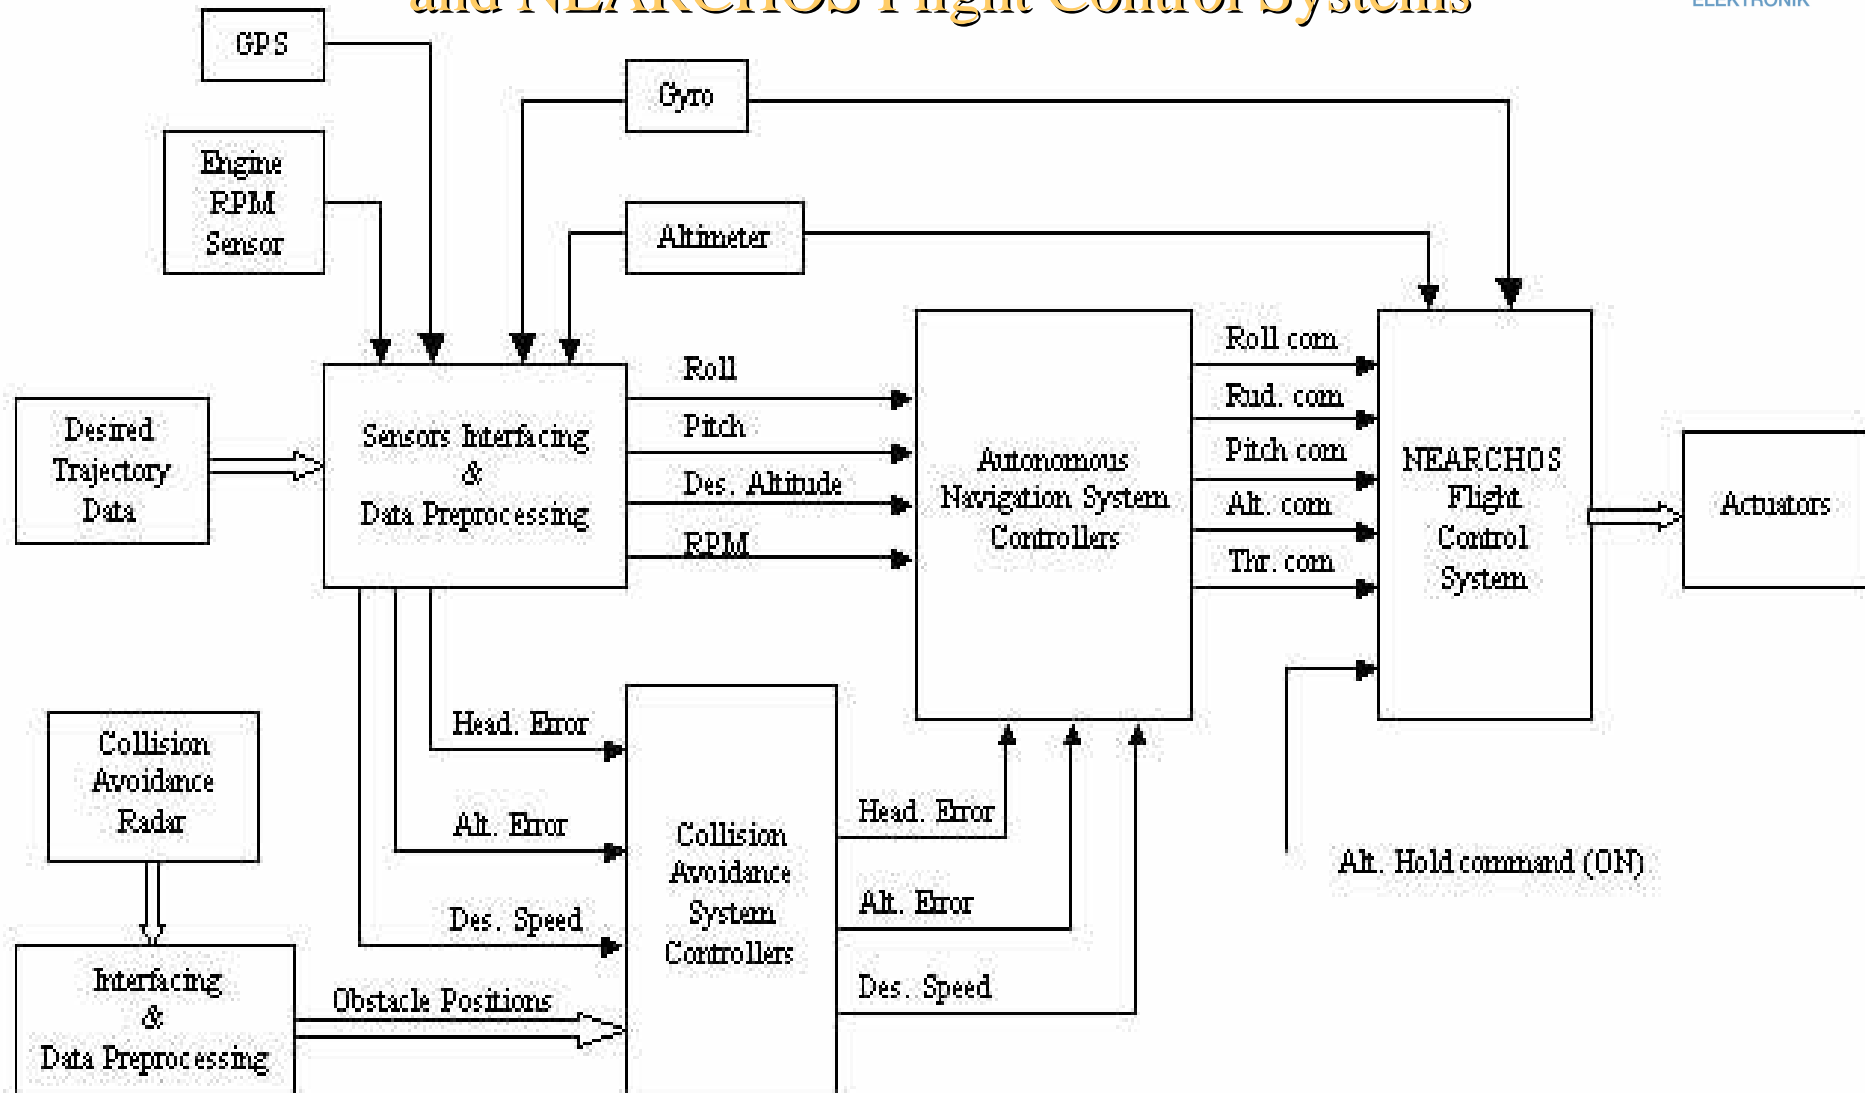 and NEARCHOS Flight Control Systems
ELEKTRONIK
GPS
Gyro
Engine
RPM
Sensor
Altimeter
Desired
Trajectory
Data
Sensors Interfacing
&
Data Preprocessing
Roll
Pitch
Des. Altitude
RPM
Autonomous
Navigation System
Controllers
Roll com
Rud. com
Pitch com
Alt. com
Thr. com
NEARCHOS
Flight
Control
System
Actuators
Collision
Avoidance
Radar
Head. Error
Alt. Error
Des. Speed
Collision
Avoidance
System
Controllers
Head. Error
Alt. Error
Des. Speed
Alt. Hold command (ON)
Interfacing
&
Data Preprocessing
Obstacle Positions